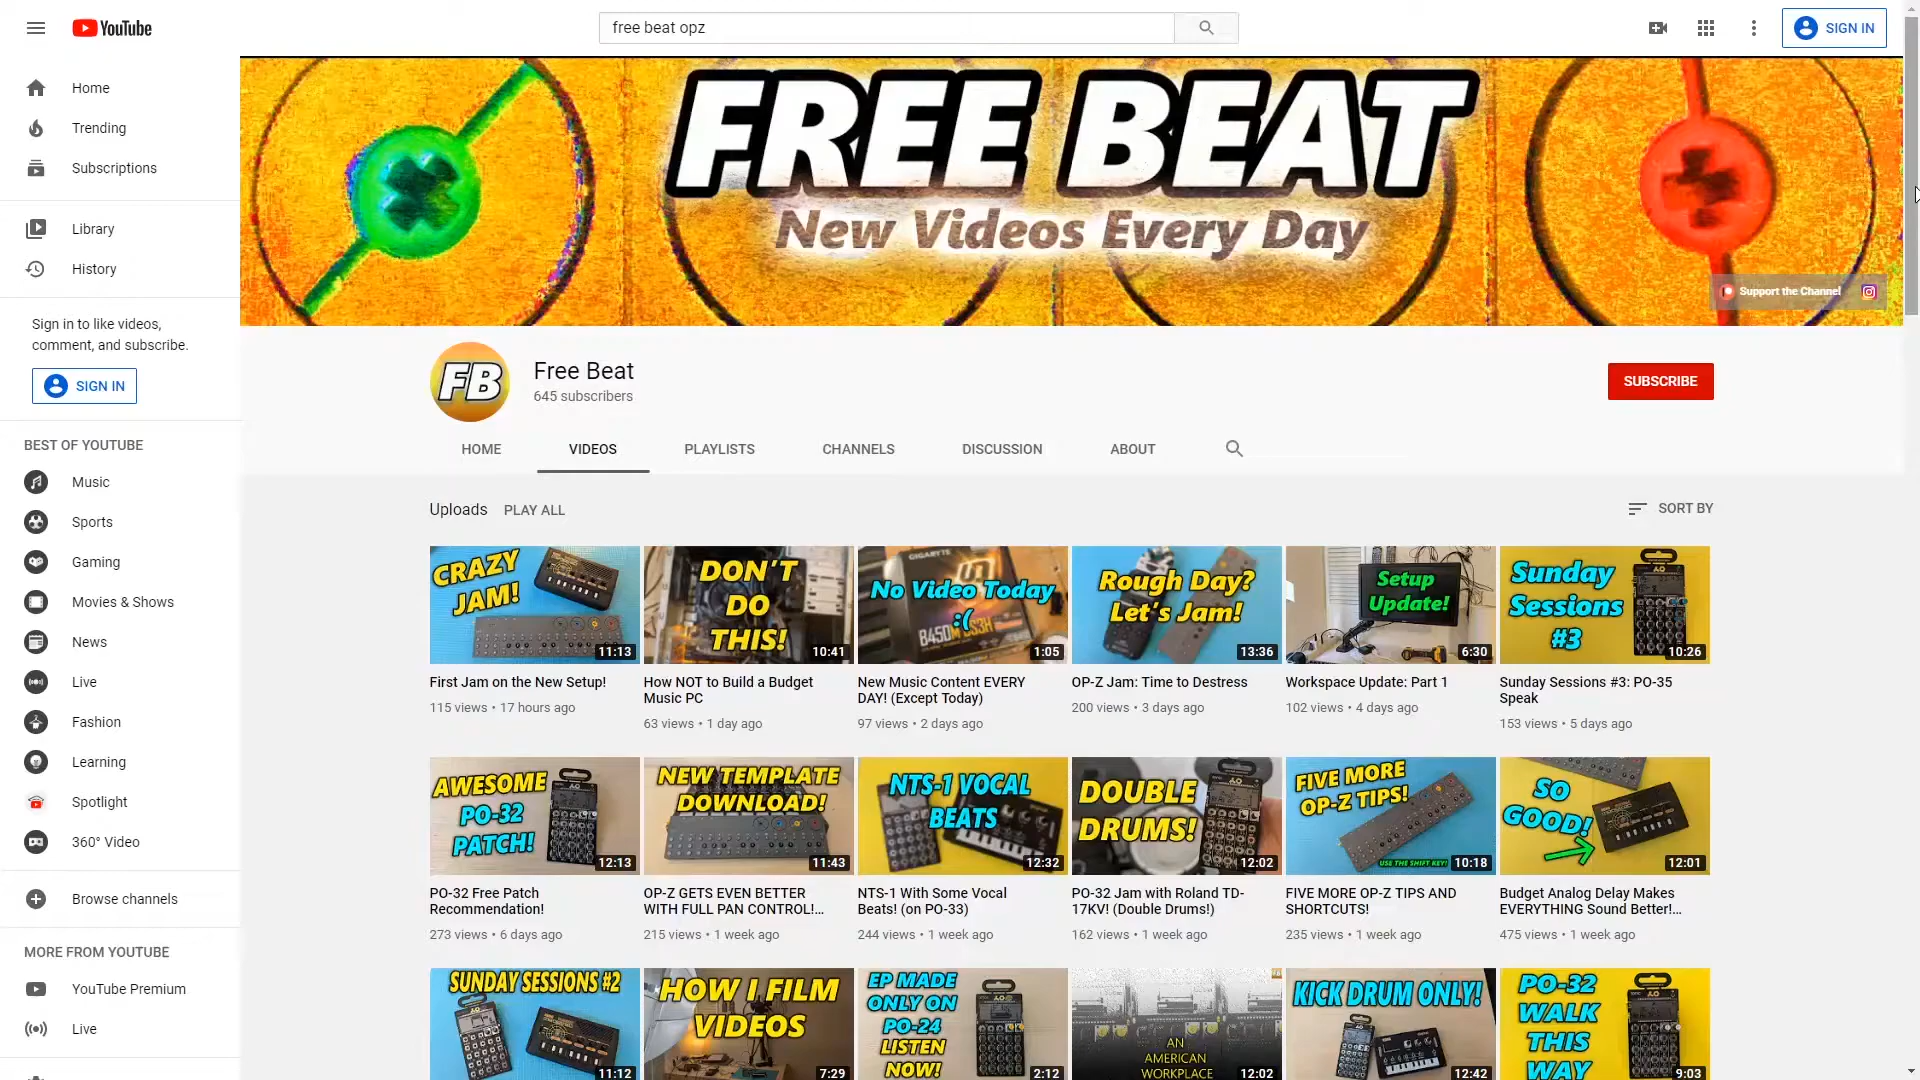 YouTube
free beat opz
SIGN IN
Home
Trending
Subscriptions
Library
History
Sign in to like videos,
comment, and subscribe.
SIGN IN
BEST OF YOUTUBE
Music
Sports
Gaming
Movies & Shows
News
Live
Fashion
Learning
Spotlight
360° Video
Browse channels
MORE FROM YOUTUBE
YouTube Premium
Live
FREE BEAT
New Videos Every Day
Support the Channel
FB
Free Beat
645 subscribers
SUBSCRIBE
HOME
VIDEOS
PLAYLISTS
CHANNELS
DISCUSSION
ABOUT
Uploads
PLAY ALL
SORT BY
CRAZY
JAM!
11:13
First Jam on the New Setup!
115 views • 17 hours ago
DON'T
DO
THIS!
10:41
How NOT to Build a Budget
Music PC
63 views • 1 day ago
GIGABYTE
No Video Today
:(
B450M DS3H
1:05
New Music Content EVERY
DAY! (Except Today)
97 views • 2 days ago
Rough Day?
Let's Jam!
13:36
OP-Z Jam: Time to Destress
200 views • 3 days ago
Setup
Update!
6:30
Workspace Update: Part 1
102 views • 4 days ago
Sunday
Sessions
#3
10:26
Sunday Sessions #3: PO-35
Speak
153 views • 5 days ago
AWESOME
PO-32
PATCH!
12:13
PO-32 Free Patch
Recommendation!
273 views • 6 days ago
NEW TEMPLATE
DOWNLOAD!
11:43
OP-Z GETS EVEN BETTER
WITH FULL PAN CONTROL!...
215 views • 1 week ago
NTS-1 VOCAL
BEATS
12:32
NTS-1 With Some Vocal
Beats! (on PO-33)
244 views • 1 week ago
DOUBLE
DRUMS!
12:02
PO-32 Jam with Roland TD-
17KV! (Double Drums!)
162 views • 1 week ago
FIVE MORE
OP-Z TIPS!
USE THE SHIFT KEY!
10:18
FIVE MORE OP-Z TIPS AND
SHORTCUTS!
235 views • 1 week ago
SO
GOOD!
12:01
Budget Analog Delay Makes
EVERYTHING Sound Better!...
475 views • 1 week ago
SUNDAY SESSIONS #2
11:12
HOW I FILM
VIDEOS
7:29
EP MADE
ONLY ON
PO-24
LISTEN
NOW!
2:12
AN
AMERICAN
WORKPLACE
12:02
KICK DRUM ONLY!
12:42
PO-32
WALK
THIS
WAY
9:03